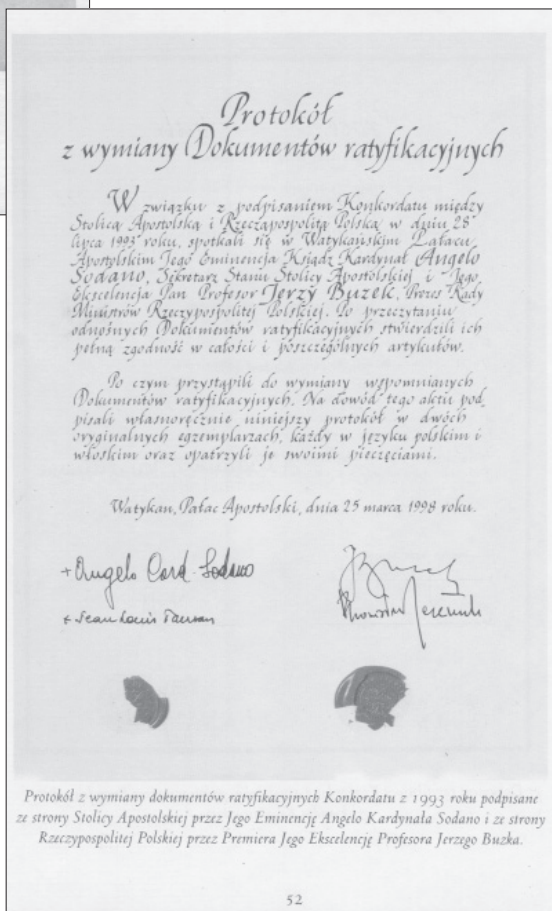 Protokół
z wymiany Dokumentów ratyfikacyjnych
W związku z podpisaniem Konkordatu między
Stolicą Apostolską i Rzecząpospolitą Polską w dniu 28
lipca 1993 roku, spotkali się w Watykańskim Pałacu
Apostolskim Jego Eminencja Ksiądz Kardynał Angelo
Sodano, Sekretarz Stanu Stolicy Apostolskiej i Jego
Ekscelencja Pan Profesor Jerzy Buzek, Prezes Rady
Ministrów Rzeczypospolitej Polskiej. Po przeczytaniu
odnośnych Dokumentów ratyfikacyjnych stwierdzili ich
pełną zgodność w całości i poszczególnych artykułów.
Po czym przystąpili do wymiany wspomnianych
Dokumentów ratyfikacyjnych. Na dowód tego aktu pod
pisali własnoręcznie niniejszy protokół w dwóch
oryginalnych egzemplarzach, każdy w języku polskim i
włoskim oraz opatrzyli je swoimi pieczęciami.
Watykan, Pałac Apostolski, dnia 25 marca 1998 roku.
+ Angelo Card. Sodano
+ Jean Louis Tauran
Protokół z wymiany dokumentów ratyfikacyjnych Konkordatu z 1993 roku podpisane
ze strony Stolicy Apostolskiej przez Jego Eminencję Angelo Kardynała Sodano i ze strony
Rzeczypospolitej Polskiej przez Premiera Jego Ekscelencję Profesora Jerzego Buzka.
52